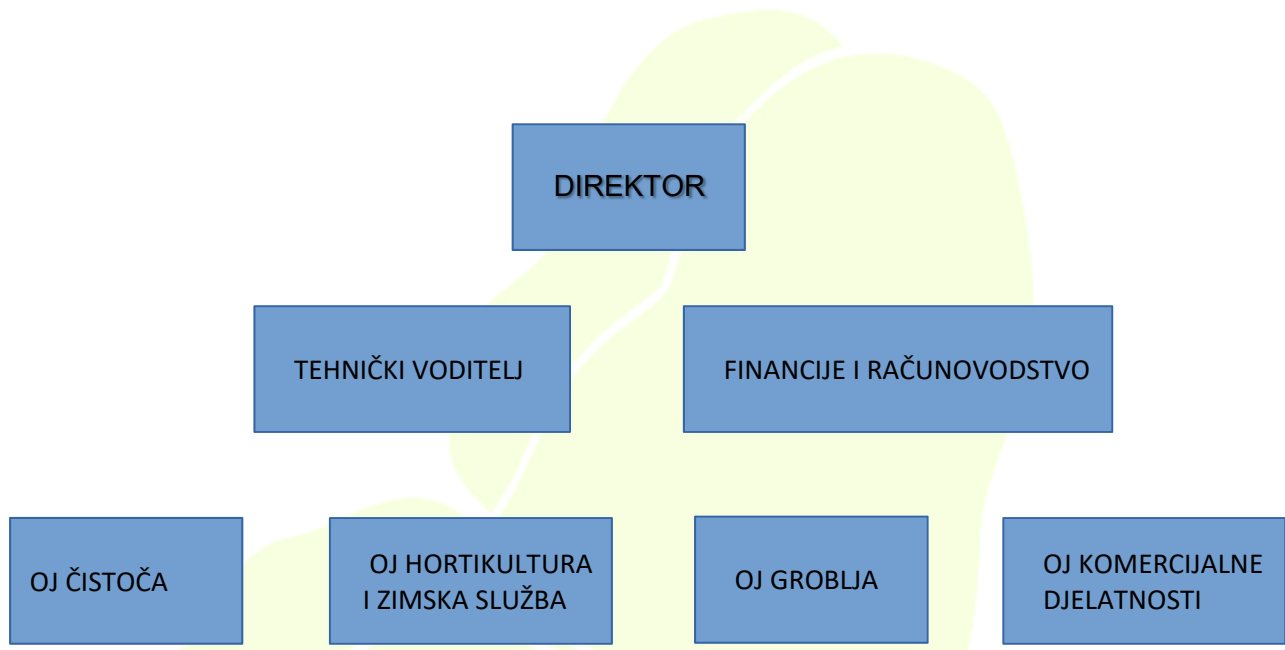 DIREKTOR
TEHNIČKI VODITELJ
FINANCIJE I RAČUNOVODSTVO
OJ ČISTOĆA
OJ HORTIKULTURA
I ZIMSKA SLUŽBA
OJ GROBLJA
OJ KOMERCIJALNE
DJELATNOSTI